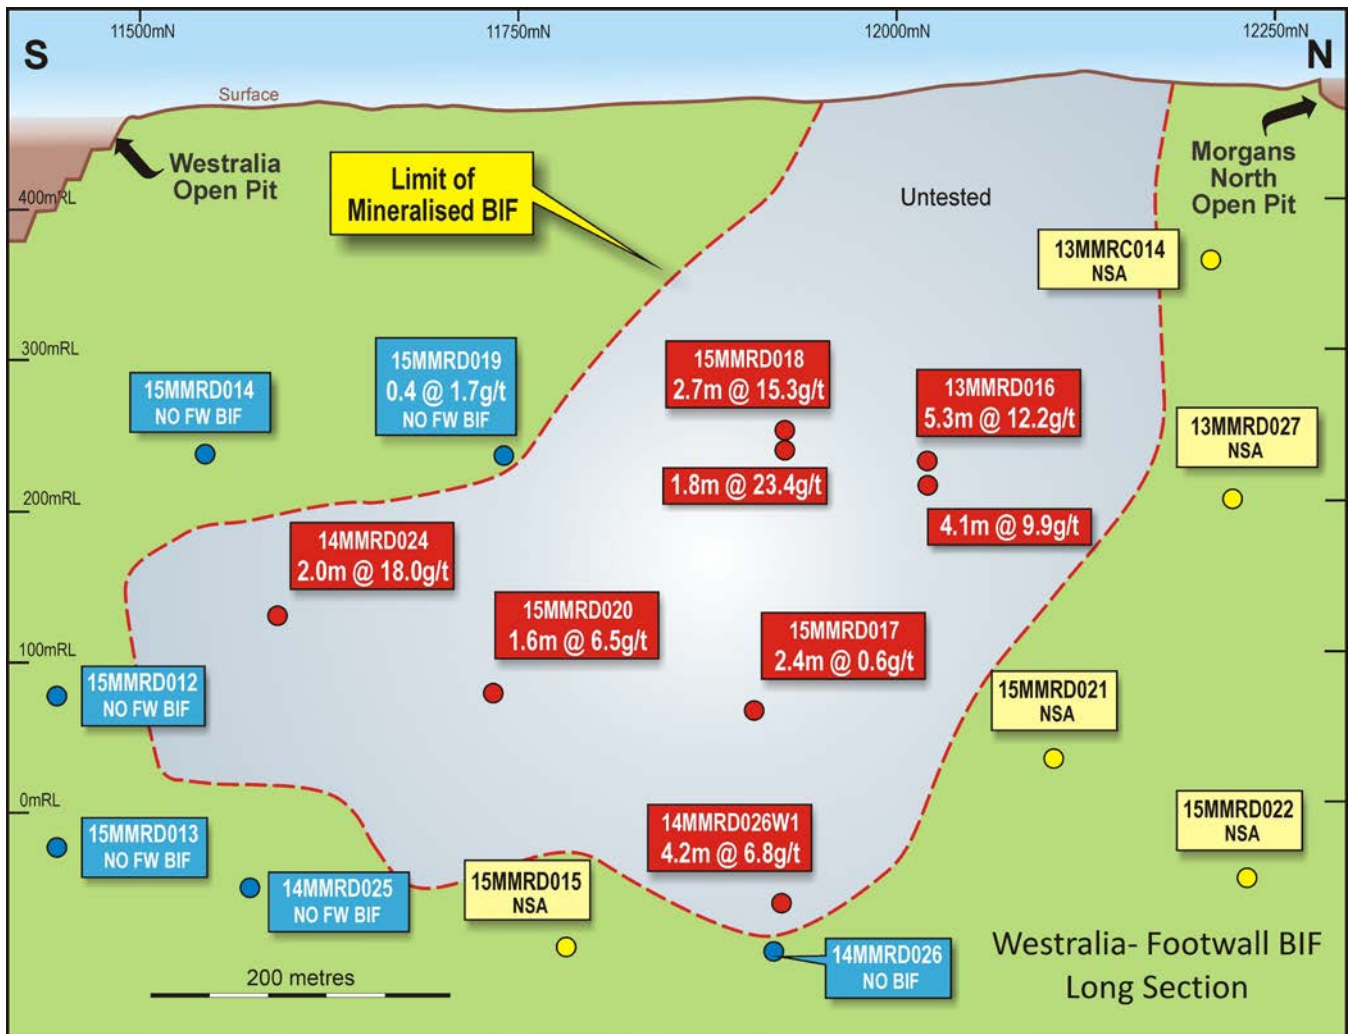 11500mN
11750mN
12000mN
12250mN
S
N
Surface
Westralia
Open Pit
Limit of
Mineralised BIF
Untested
Morgans
North
Open Pit
400mRL
13MMRC014
NSA
300mRL
15MMRD014
NO FW BIF
15MMRD019
0.4 @ 1.7g/t
NO FW BIF
15MMRD018
2.7m @ 15.3g/t
13MMRD016
5.3m @ 12.2g/t
13MMRD027
NSA
1.8m @ 23.4g/t
200mRL
4.1m @ 9.9g/t
14MMRD024
2.0m @ 18.0g/t
15MMRD020
1.6m @ 6.5g/t
15MMRD017
2.4m @ 0.6g/t
100mRL
15MMRD012
NO FW BIF
15MMRD021
NSA
0mRL
15MMRD013
NO FW BIF
14MMRD026W1
4.2m @ 6.8g/t
15MMRD022
NSA
14MMRD025
NO FW BIF
15MMRD015
NSA
14MMRD026
NO BIF
Westralia- Footwall BIF
Long Section
200 metres